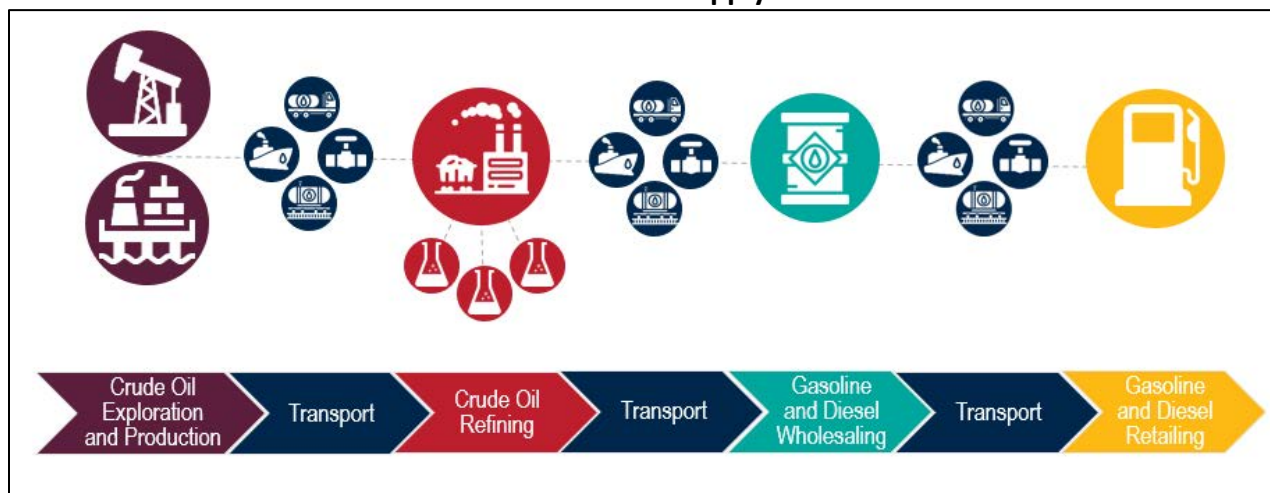 Crude Oil
Exploration
and Production
Transport
Crude Oil
Refining
Transport
Gasoline
and Diesel
Wholesaling
Transport
Gasoline
and Diesel
Retailing